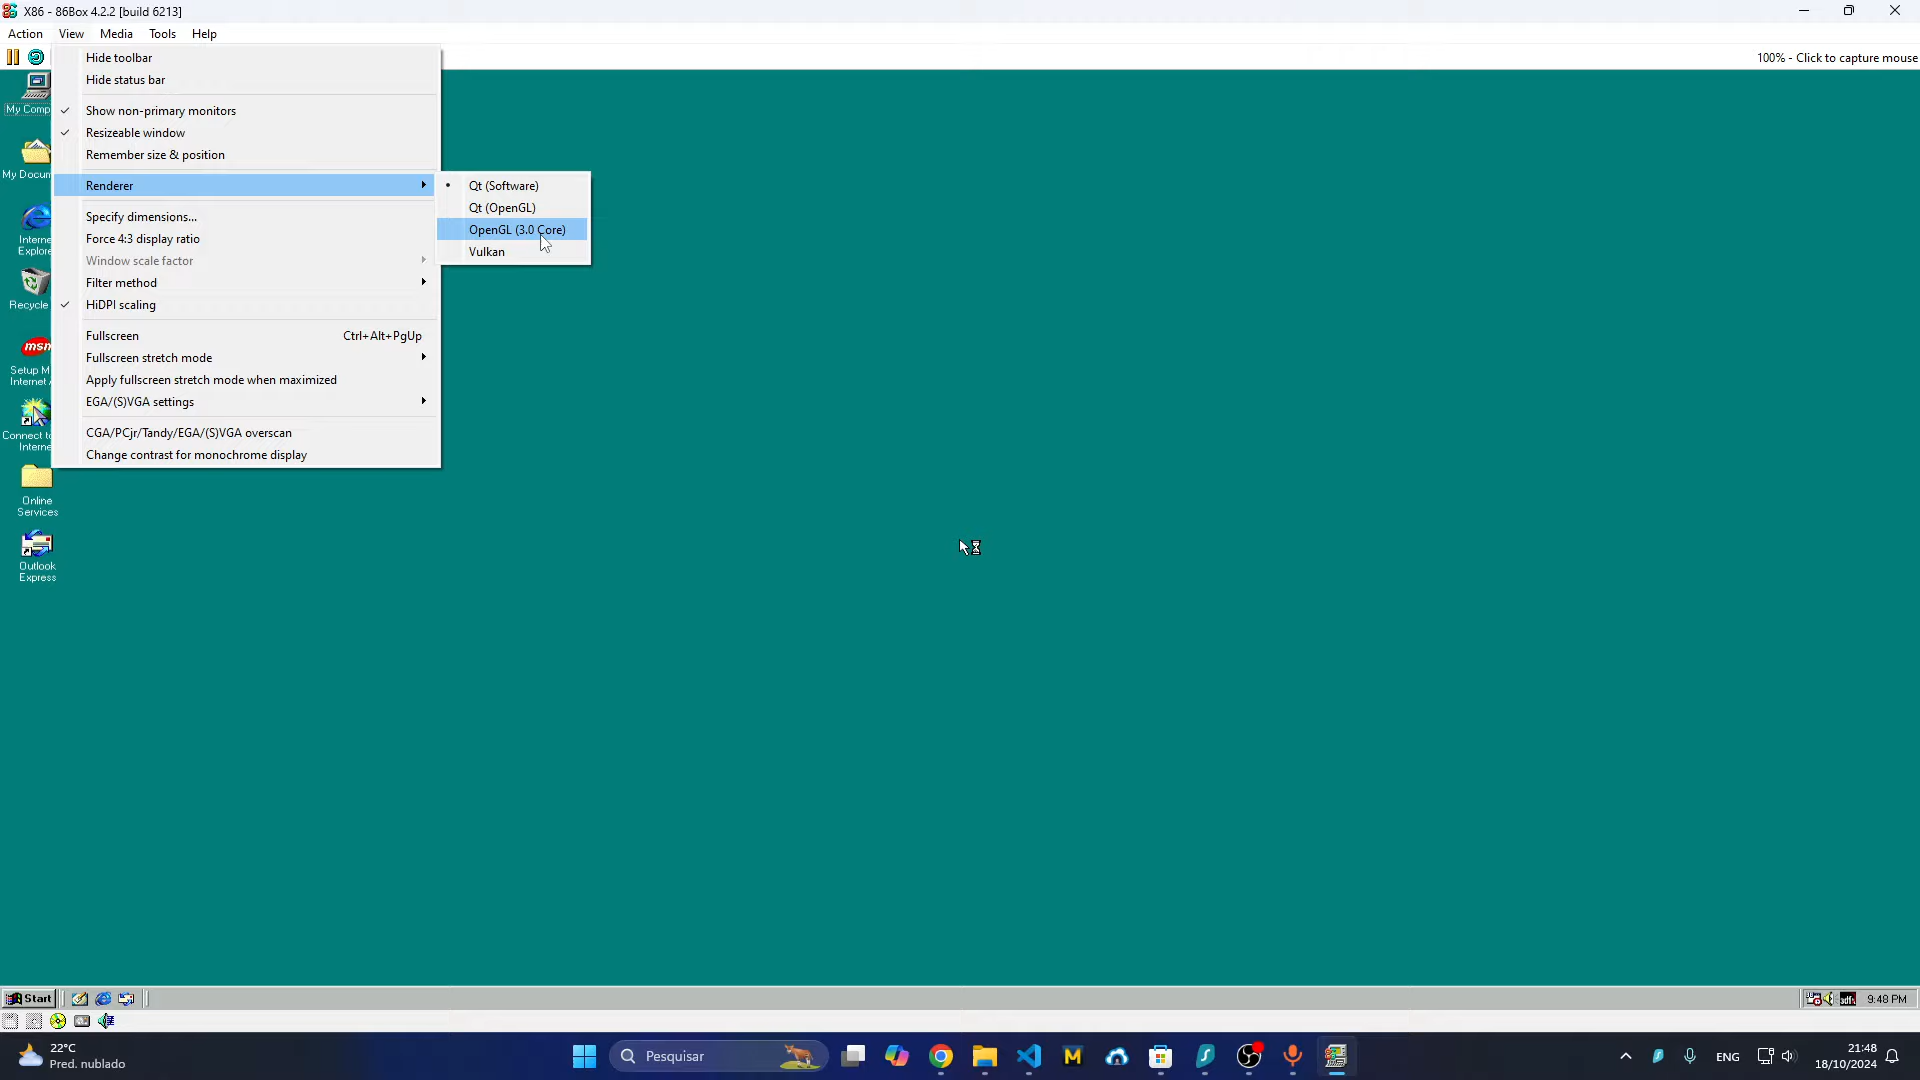 X86 - 86Box 4.2.2 [build 6213]
Action View Media Tools Help
100% - Click to capture mouse
Hide toolbar
Hide status bar
Show non-primary monitors
Resizeable window
Remember size & position
Renderer
Specify dimensions...
Force 4:3 display ratio
Window scale factor
Filter method
HiDPI scaling
Fullscreen Ctrl+Alt+PgUp
Fullscreen stretch mode
Apply fullscreen stretch mode when maximized
EGA/(S)VGA settings
CGA/PCjr/Tandy/EGA/(S)VGA overscan
Change contrast for monochrome display
Qt (Software)
Qt (OpenGL)
OpenGL (3.0 Core)
Vulkan
My Comp
My Docum
Interne
Explore
Recycle
msn
Setup M
Internet A
Connect to
Interne
Online
Services
Outlook
Express
Start
9:48 PM
22°C
Pred. nublado
Pesquisar
ENG
21:48
18/10/2024